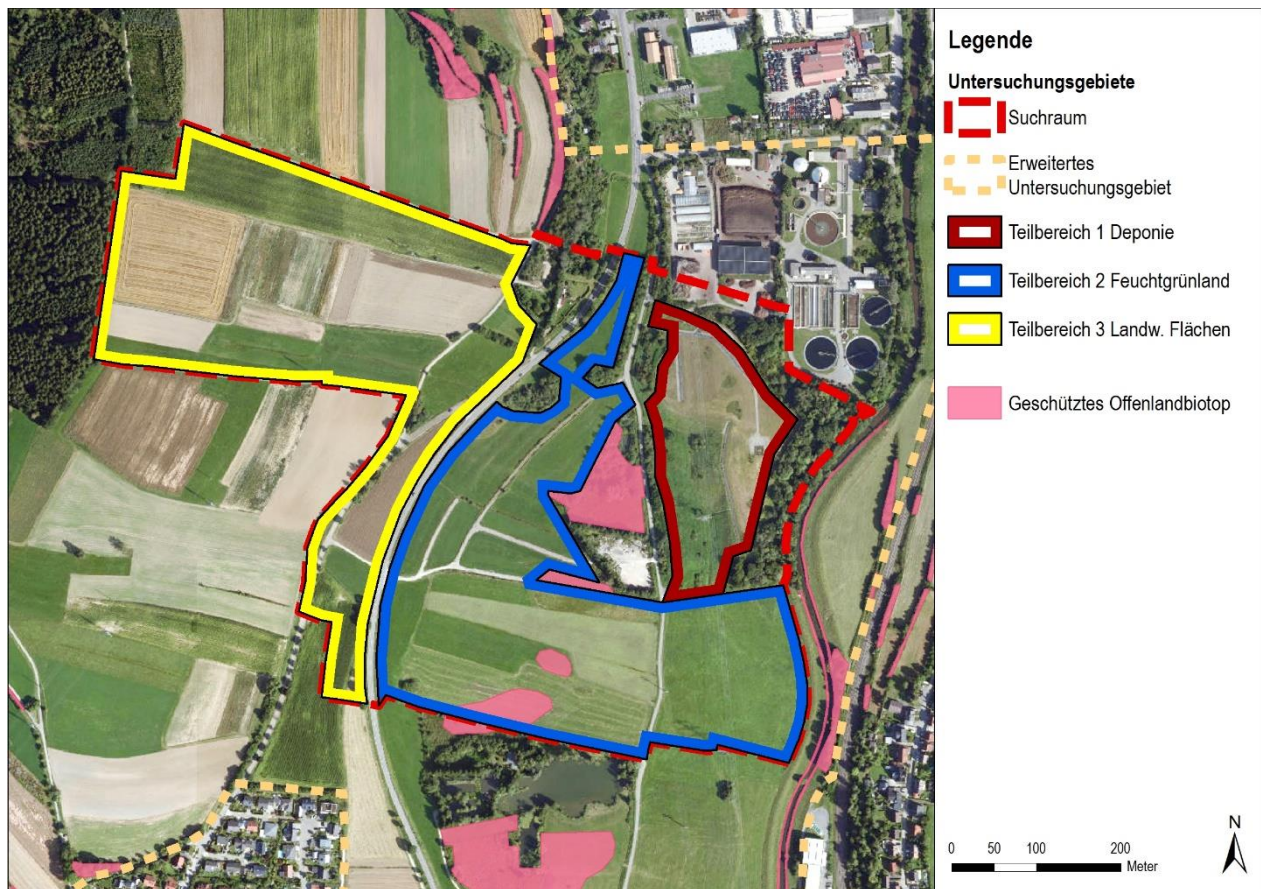 Legende
Untersuchungsgebiete
Suchraum
Erweitertes
Untersuchungsgebiet
Teilbereich 1 Deponie
Teilbereich 2 Feuchtgrünland
Teilbereich 3 Landw. Flächen
Geschütztes Offenlandbiotop
N
0 50 100 200
Meter